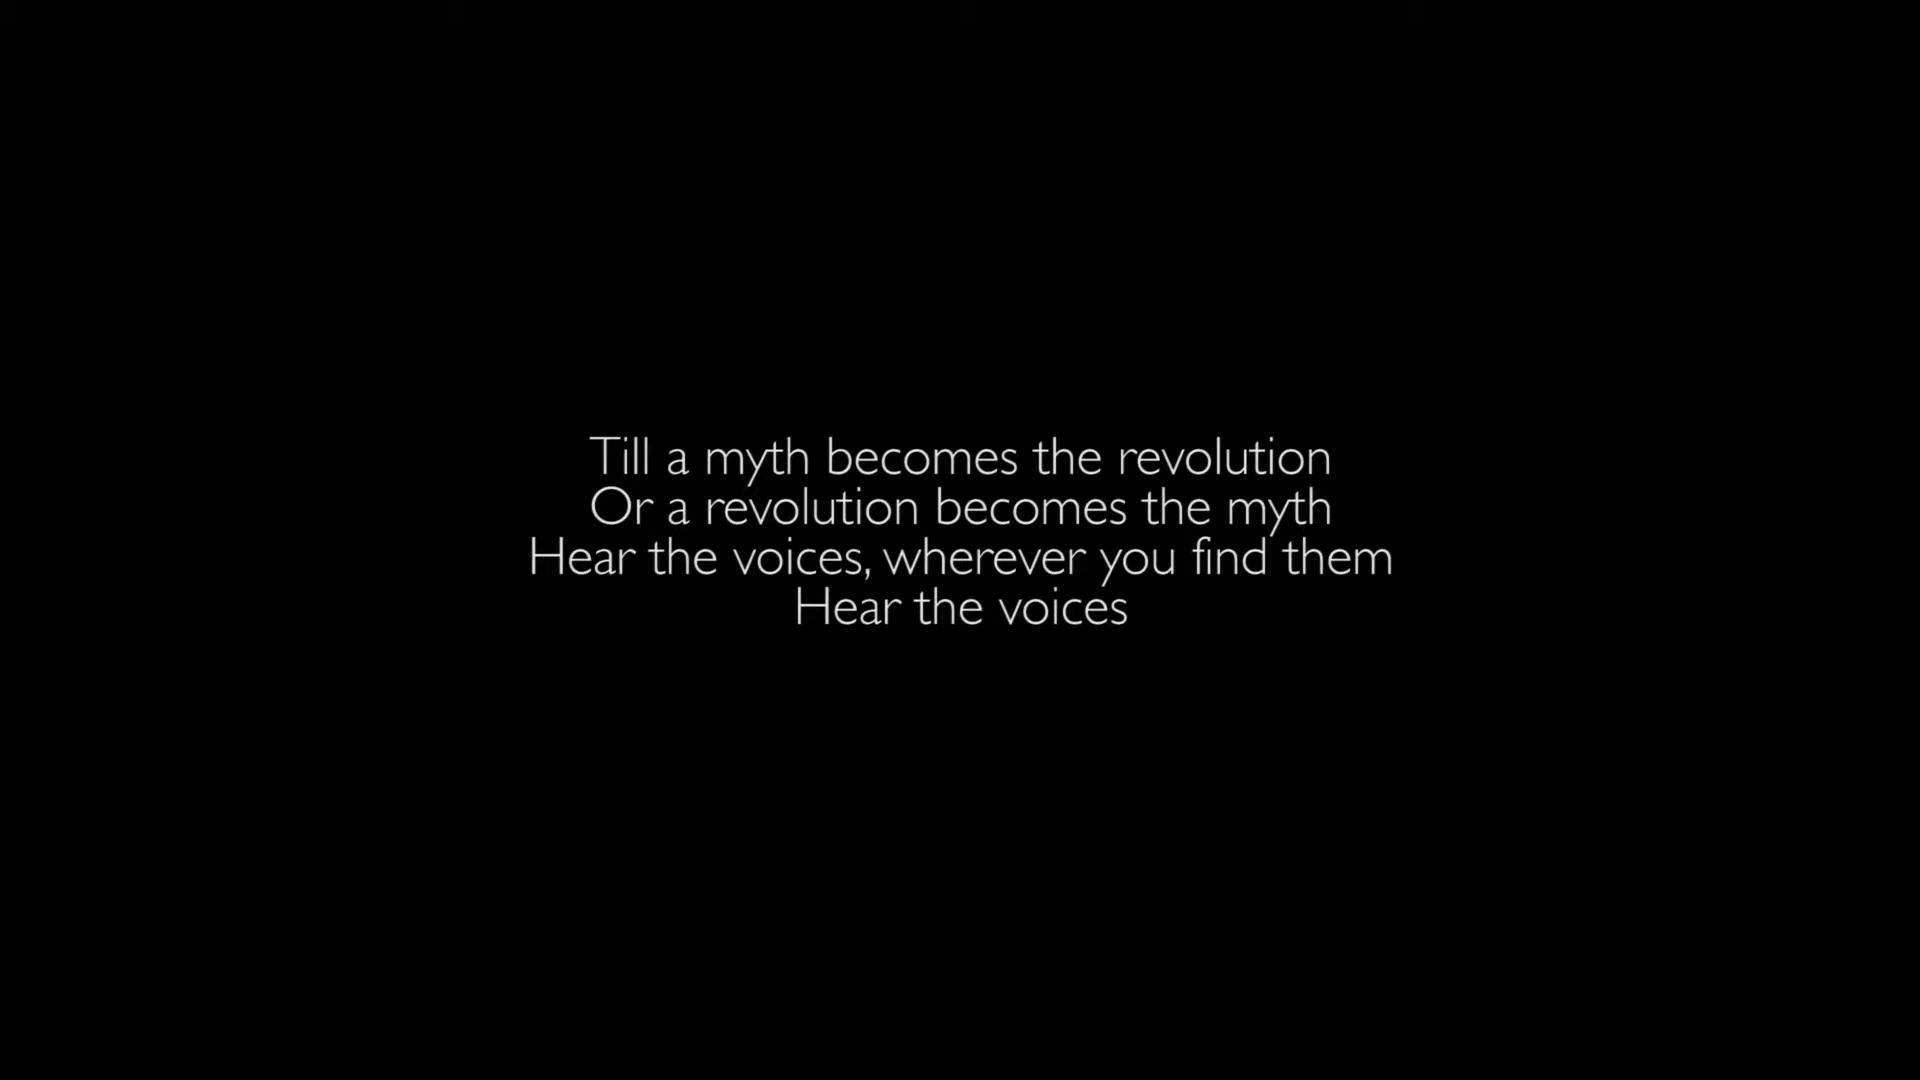 Till a myth becomes the revolution
Or a revolution becomes the myth
Hear the voices, wherever you find them
Hear the voices